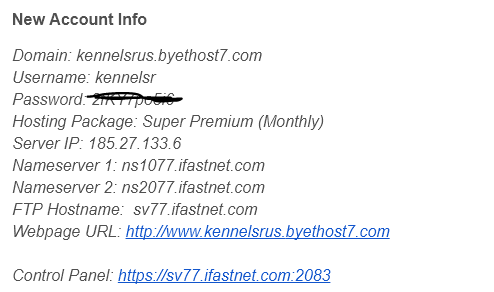 New Account Info
Domain: kennelsrus.byethost7.com
Username: kennelsr
Password:
Hosting Package: Super Premium (Monthly)
Server IP: 185.27.133.6
Nameserver 1: ns1077.ifastnet.com
Nameserver 2: ns2077.ifastnet.com
FTP Hostname: sv77.ifastnet.com
Webpage URL: http://www.kennelsrus.byethost7.com
Control Panel: https://sv77.ifastnet.com:2083